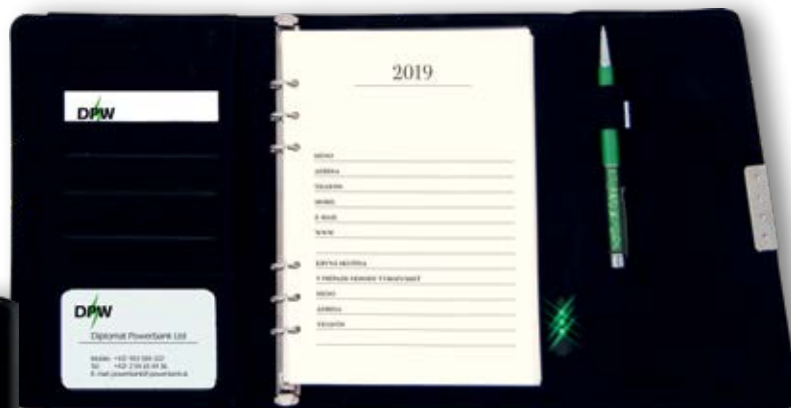 DPW
DPW
Diplomat Powerbank Ltd
2019
MENO
ADRESA
TELEFÓN
MOBIL
E-MAIL
WWW
KRVNÁ SKUPINA
V PRÍPADE NEHODY VYROZUMIEŤ
MENO
ADRESA
TELEFÓN